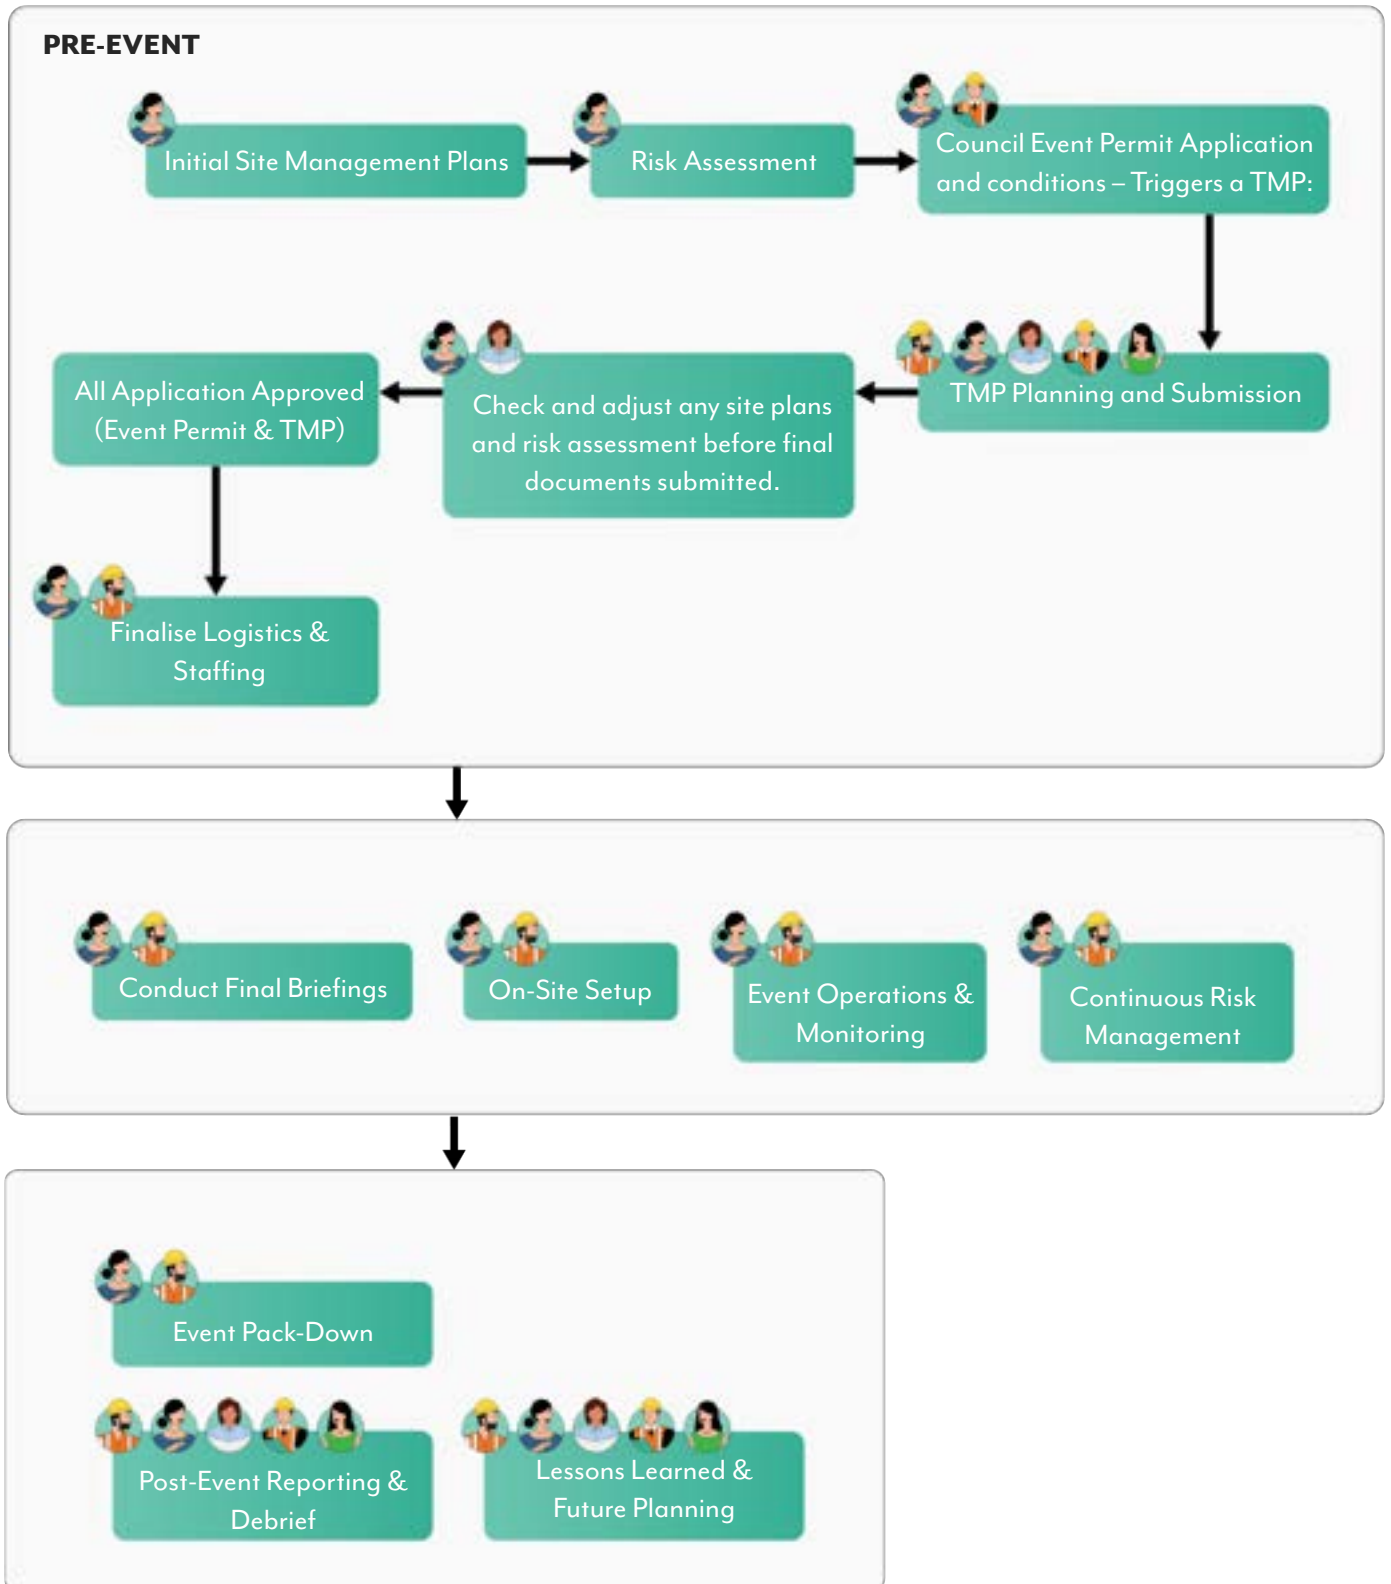 PRE-EVENT
Initial Site Management Plans
Risk Assessment
Council Event Permit Application
and conditions – Triggers a TMP:
TMP Planning and Submission
Check and adjust any site plans
and risk assessment before final
documents submitted.
All Application Approved
(Event Permit & TMP)
Finalise Logistics &
Staffing
Conduct Final Briefings
On-Site Setup
Event Operations &
Monitoring
Continuous Risk
Management
Event Pack-Down
Post-Event Reporting &
Debrief
Lessons Learned &
Future Planning